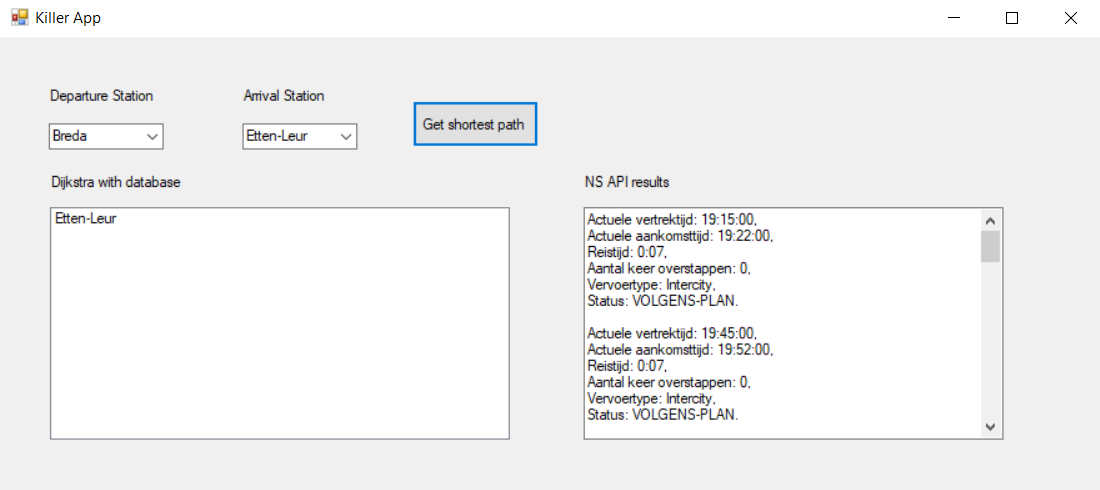 Killer App
Departure Station
Arrival Station
Breda
Etten-Leur
Get shortest path
Dijkstra with database
NS API results
Etten-Leur
Actuele vertrektijd: 19:15:00,
Actuele aankomsttijd: 19:22:00,
Reistijd: 0:07,
Aantal keer overstappen: 0,
Vervoertype: Intercity,
Status: VOLGENS-PLAN.
Actuele vertrektijd: 19:45:00,
Actuele aankomsttijd: 19:52:00,
Reistijd: 0:07,
Aantal keer overstappen: 0,
Vervoertype: Intercity,
Status: VOLGENS-PLAN.